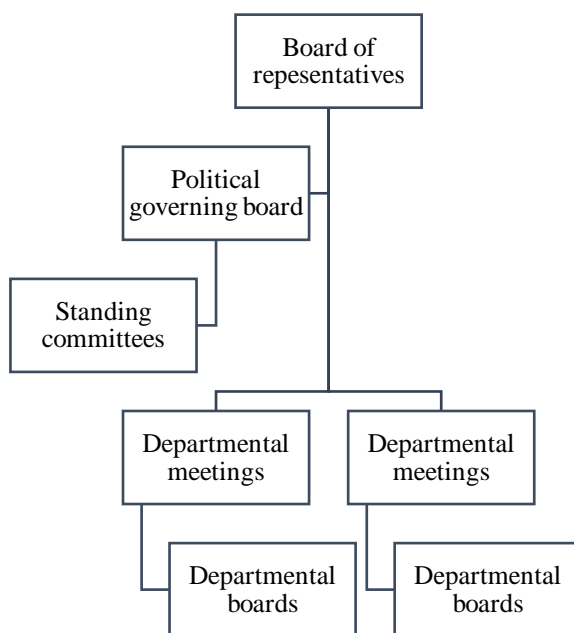 Board of
repesentatives
Political
governing board
Standing
committees
Departmental
meetings
Departmental
meetings
Departmental
boards
Departmental
boards